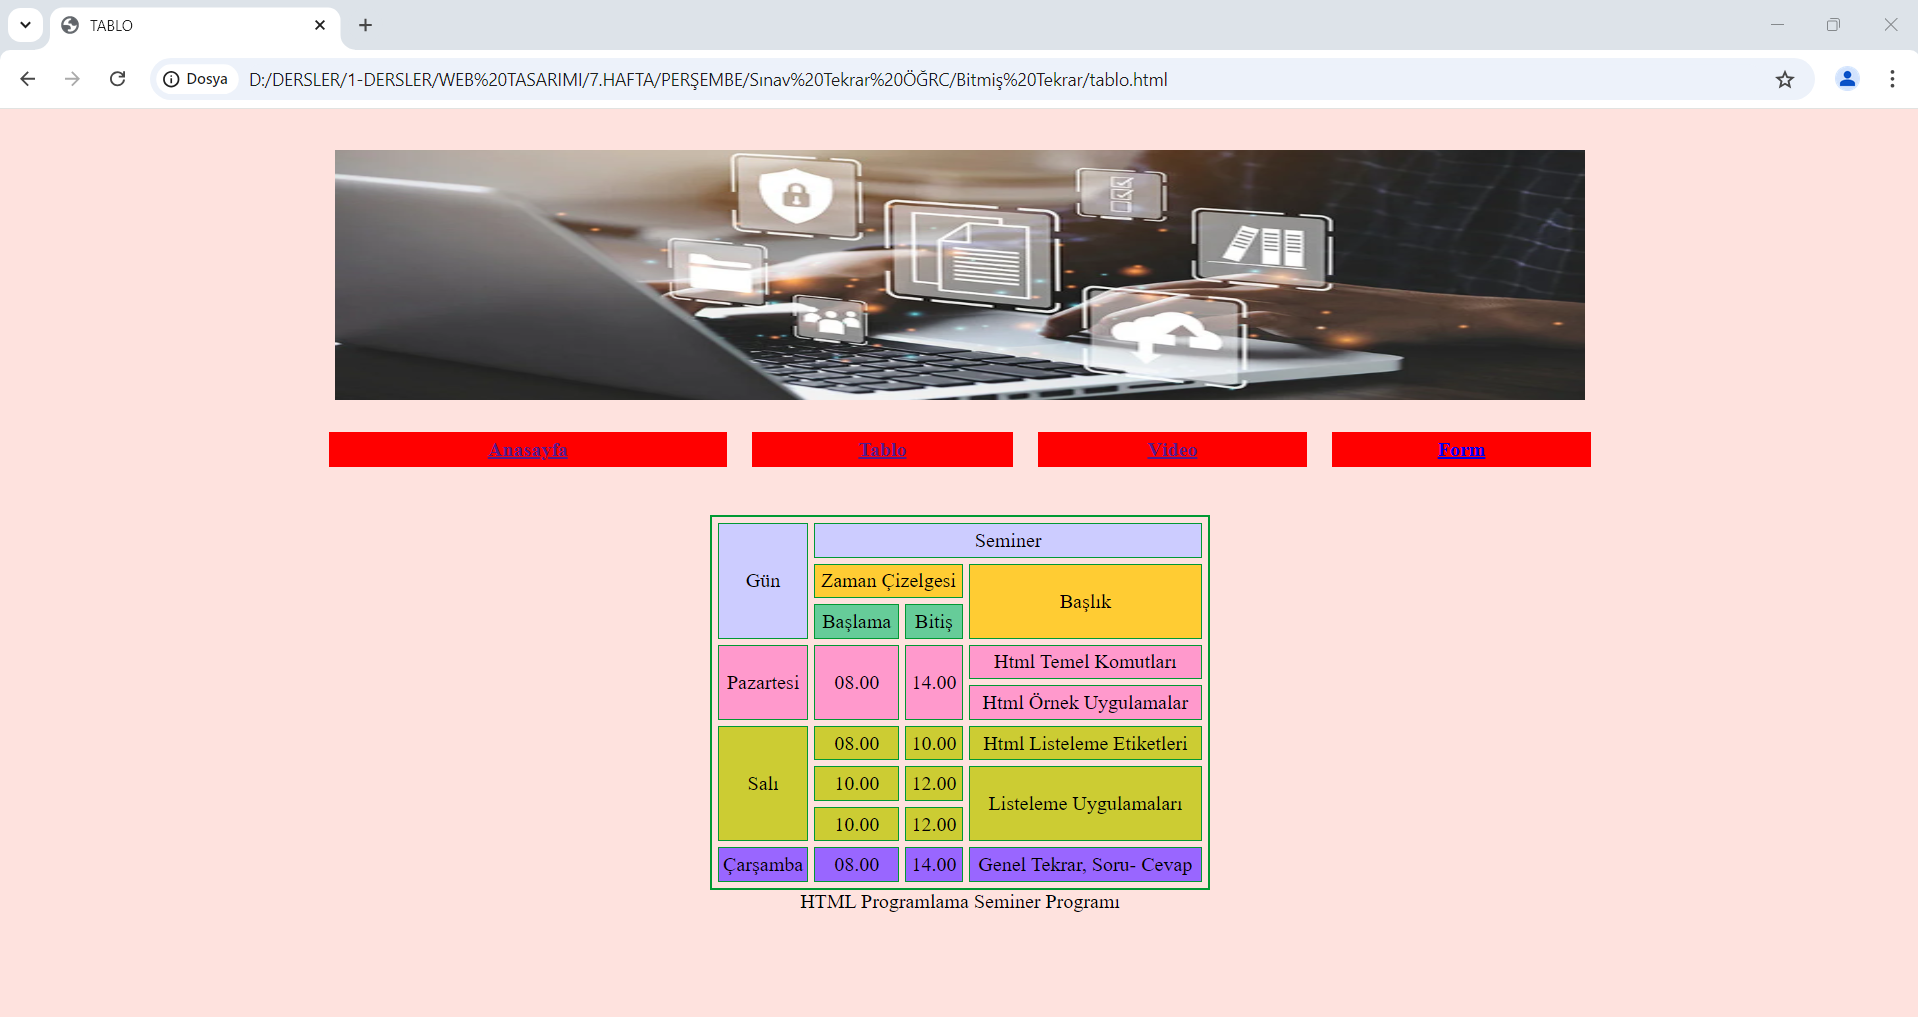 TABLO
Dosya D:/DERSLER/1-DERSLER/WEB%20TASARIMI/7.HAFTA/PERŞEMBE/Sınav%20Tekrar%20ÖĞRC/Bitmiş%20Tekrar/tablo.html
Anasayfa Tablo Video Form
Gün Seminer
Zaman Çizelgesi Başlık
Başlama Bitiş
Pazartesi 08.00 14.00 Html Temel Komutları
Html Örnek Uygulamalar
Salı 08.00 10.00 Html Listeleme Etiketleri
10.00 12.00 Listeleme Uygulamaları
10.00 12.00
Çarşamba 08.00 14.00 Genel Tekrar, Soru- Cevap
HTML Programlama Seminer Programı